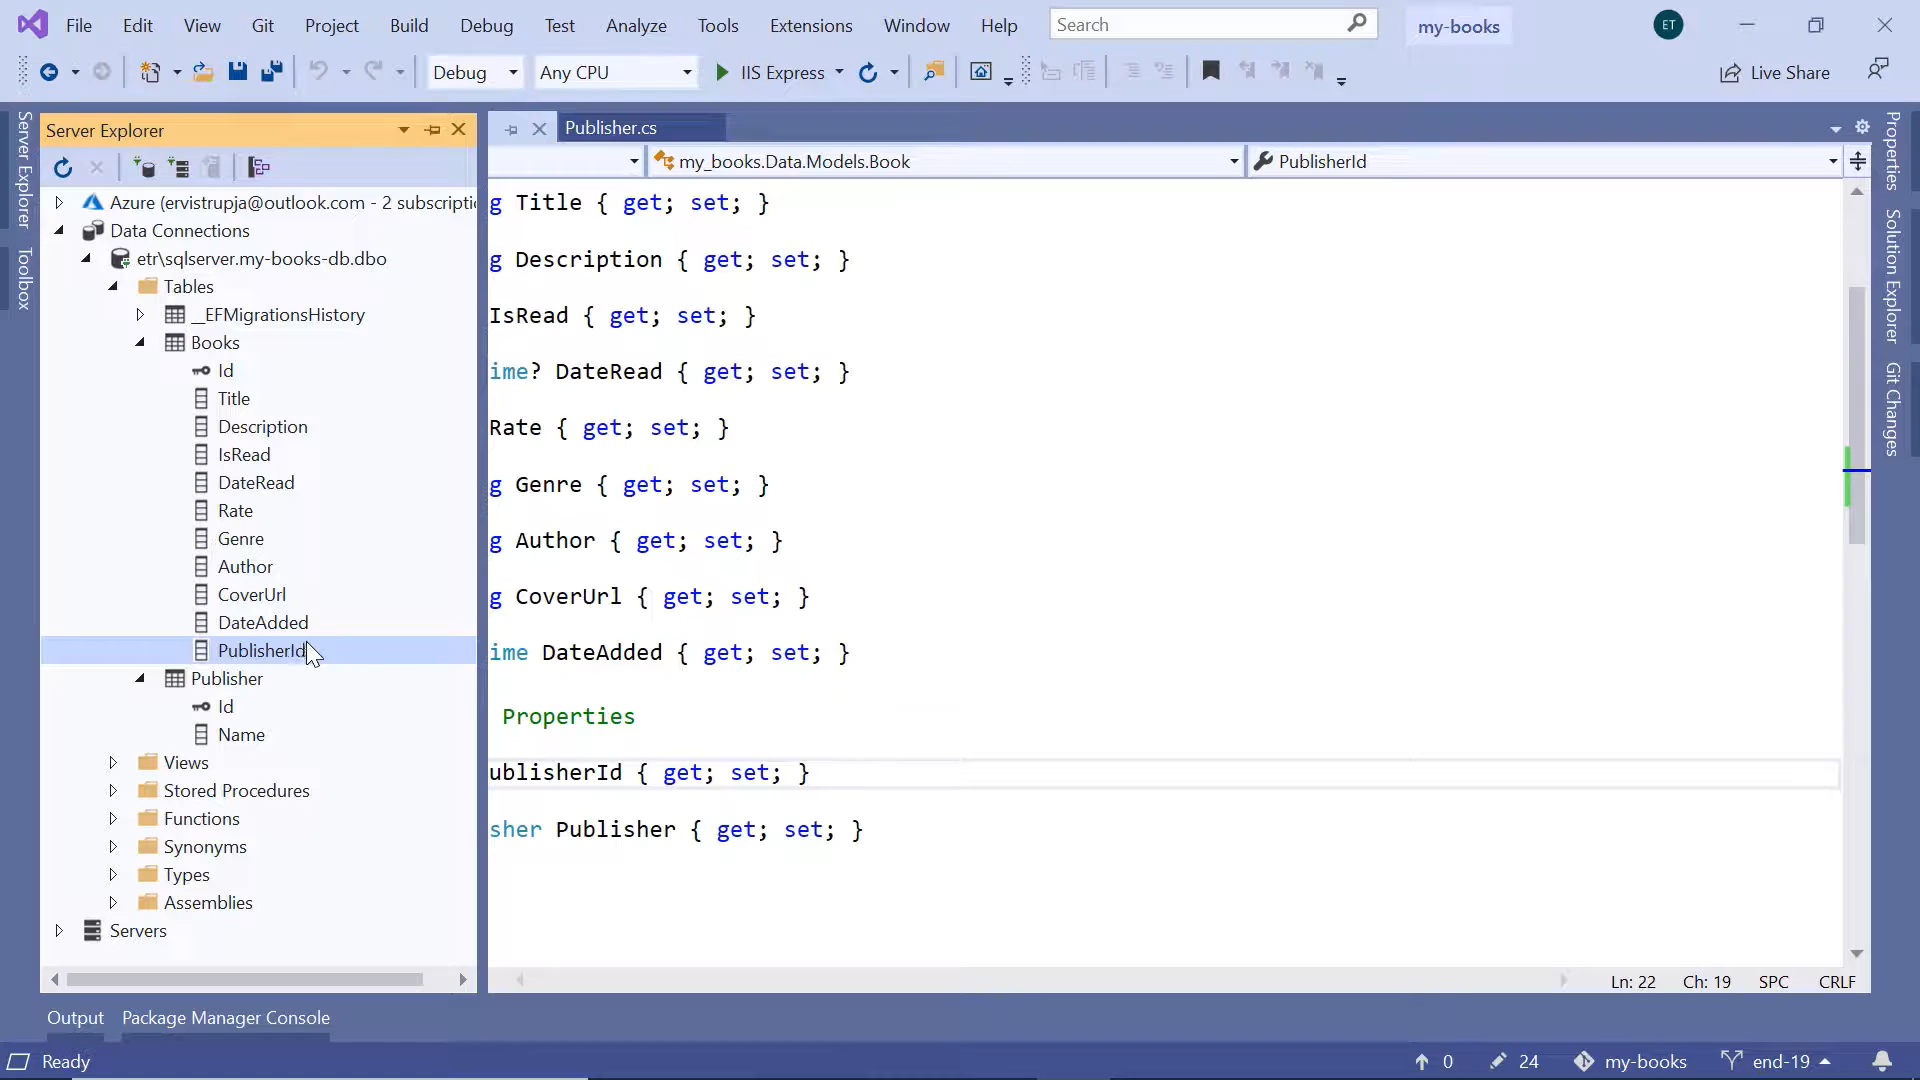 File Edit View Git Project Build Debug Test Analyze Tools Extensions Window Help Search my-books ET
Debug Any CPU IIS Express Live Share
Server Explorer
Toolbox
Server Explorer
Azure (ervistrupja@outlook.com - 2 subscriptio
Data Connections
etr\sqlserver.my-books-db.dbo
Tables
__EFMigrationsHistory
Books
Id
Title
Description
IsRead
DateRead
Rate
Genre
Author
CoverUrl
DateAdded
PublisherId
Publisher
Id
Name
Views
Stored Procedures
Functions
Synonyms
Types
Assemblies
Servers
Publisher.cs
my_books.Data.Models.Book PublisherId
g Title { get; set; }
g Description { get; set; }
IsRead { get; set; }
ime? DateRead { get; set; }
Rate { get; set; }
g Genre { get; set; }
g Author { get; set; }
g CoverUrl { get; set; }
ime DateAdded { get; set; }
Properties
ublisherId { get; set; }
sher Publisher { get; set; }
Ln: 22 Ch: 19 SPC CRLF
Properties
Solution Explorer
Git Changes
Output Package Manager Console
Ready 0 24 my-books end-19